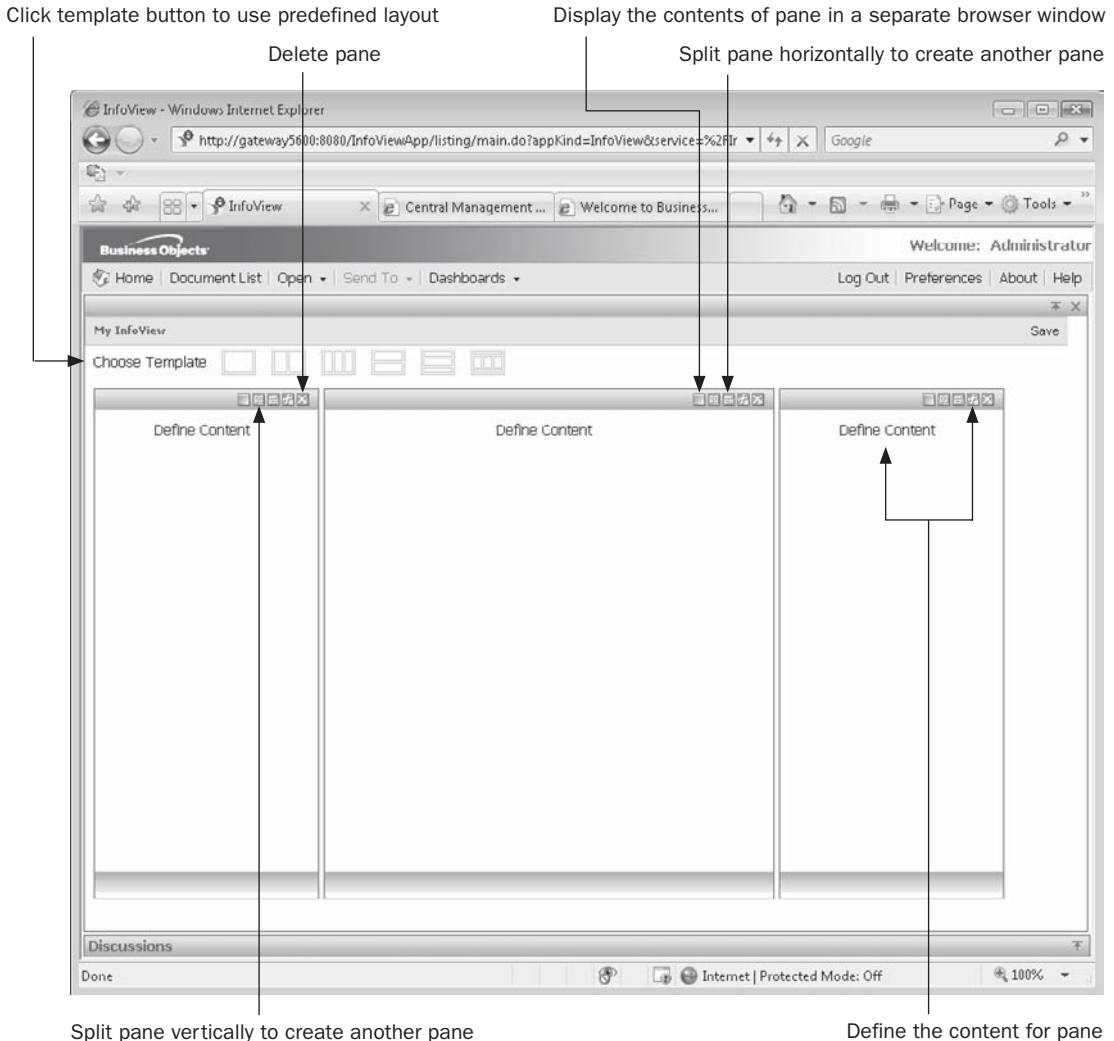 Click template button to use predefined layout
Display the contents of pane in a separate browser window
Delete pane
Split pane horizontally to create another pane
InfoView - Windows Internet Explorer
http://gateway5600:8080/InfoViewApp/listing/main.do?appKind=InfoView&service=%2FIr
Google
InfoView
Central Management ...
Welcome to Business...
Page
Tools
Business Objects
Welcome: Administrator
Home | Document List | Open | Send To | Dashboards
Log Out | Preferences | About | Help
My InfoView
Save
Choose Template
Define Content
Define Content
Define Content
Discussions
Done
Internet | Protected Mode: Off
100%
Split pane vertically to create another pane
Define the content for pane